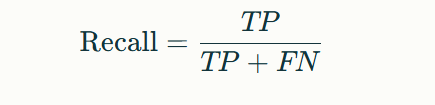 Recall = TP / TP + FN